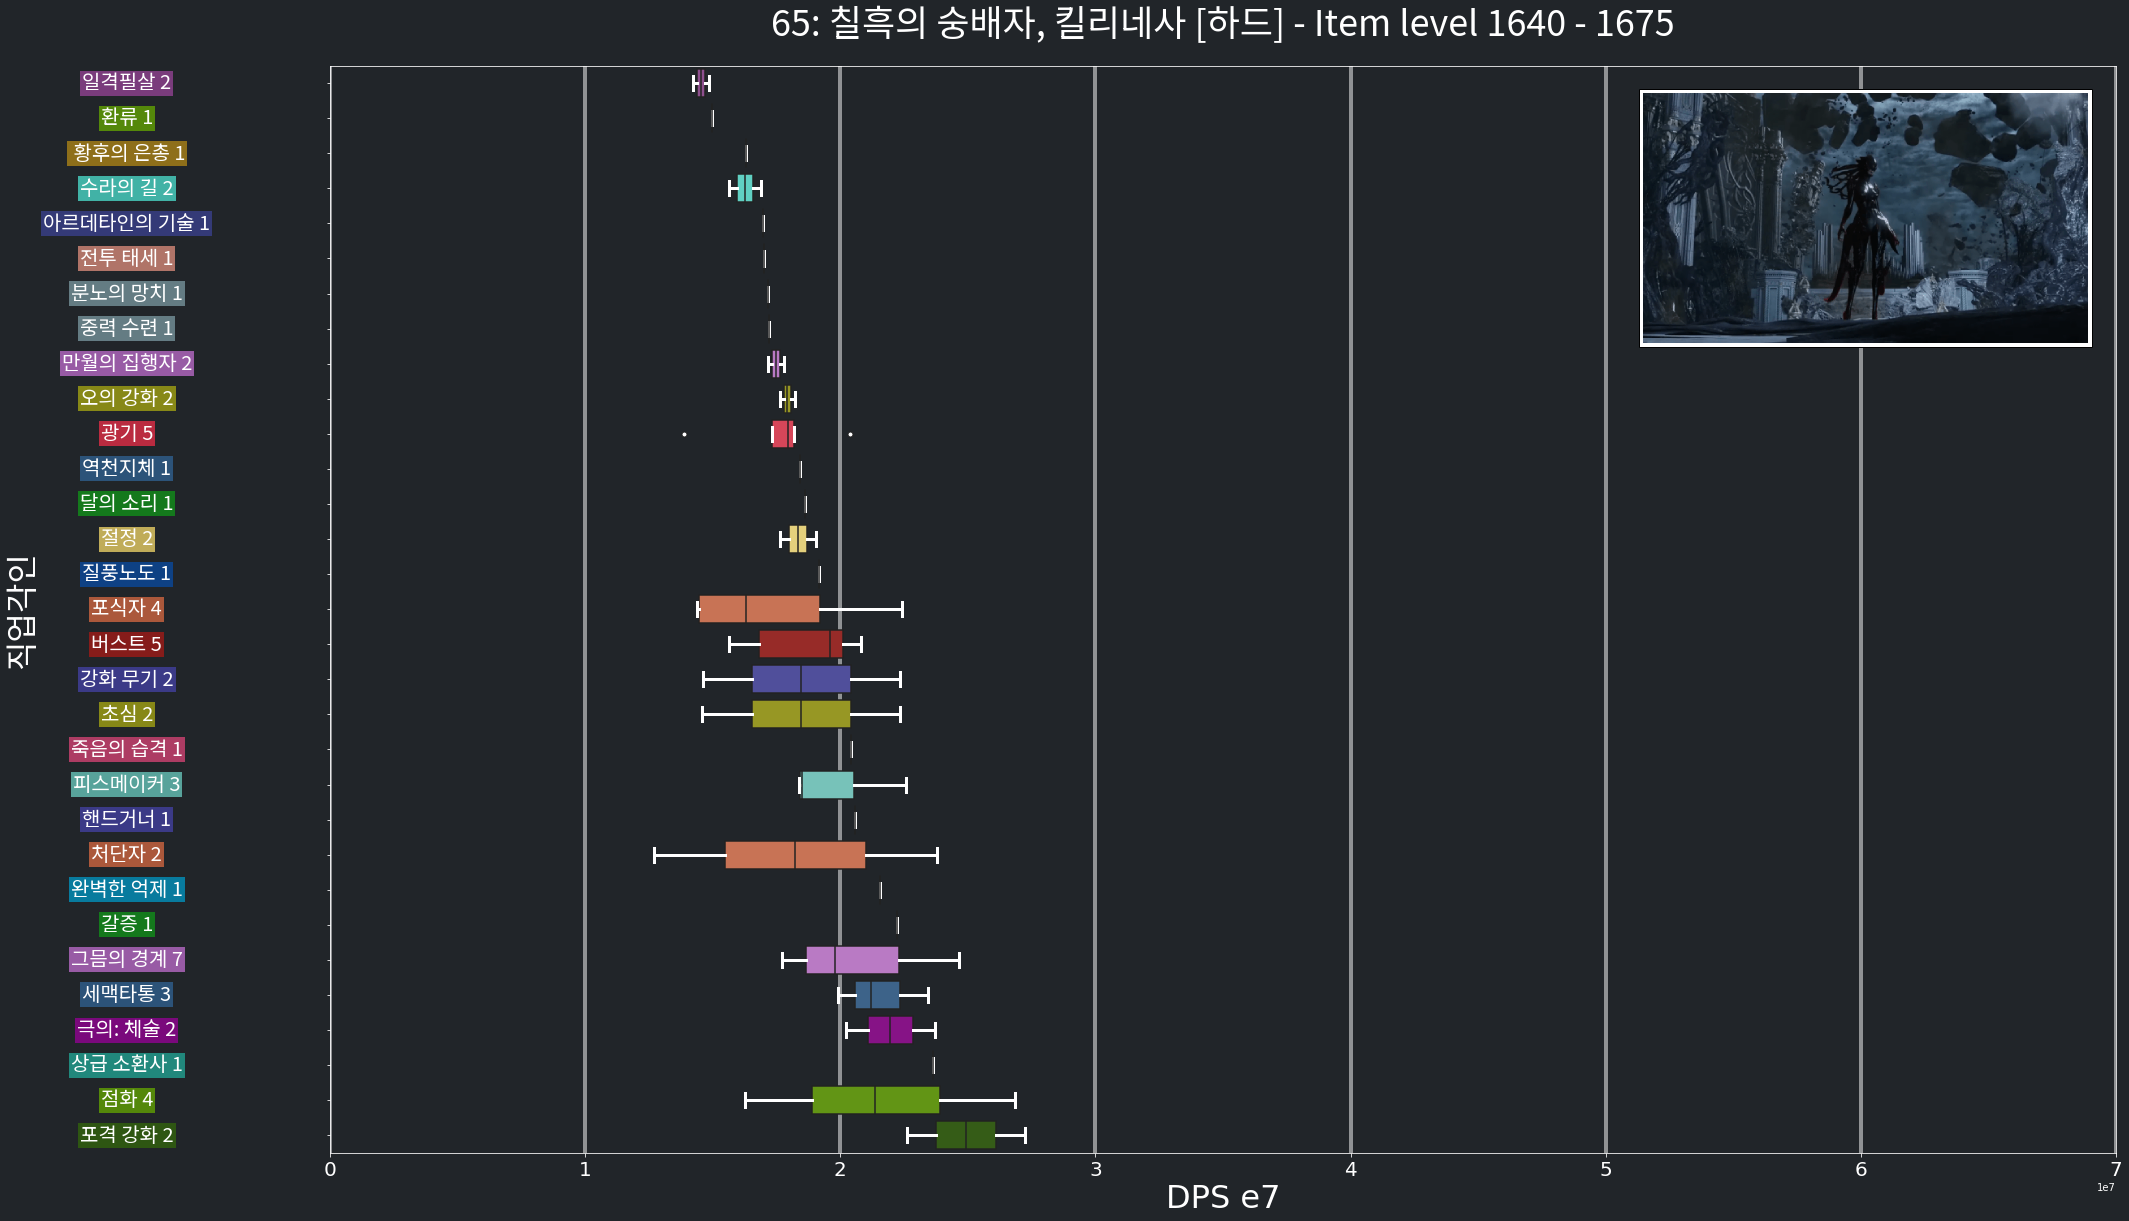 65: 칠흑의 숭배자, 킬리네사 [하드] - Item level 1640 - 1675
직업각인
일격필살 2
환류 1
황후의 은총 1
수라의 길 2
아르데타인의 기술 1
전투 태세 1
분노의 망치 1
중력 수련 1
만월의 집행자 2
오의 강화 2
광기 5
역천지체 1
달의 소리 1
절정 2
질풍노도 1
포식자 4
버스트 5
강화 무기 2
초심 2
죽음의 습격 1
피스메이커 3
핸드거너 1
처단자 2
완벽한 억제 1
갈증 1
그믐의 경계 7
세맥타통 3
극의: 체술 2
상급 소환사 1
점화 4
포격 강화 2
0 1 2 3 4 5 6 7
1e7
DPS e7